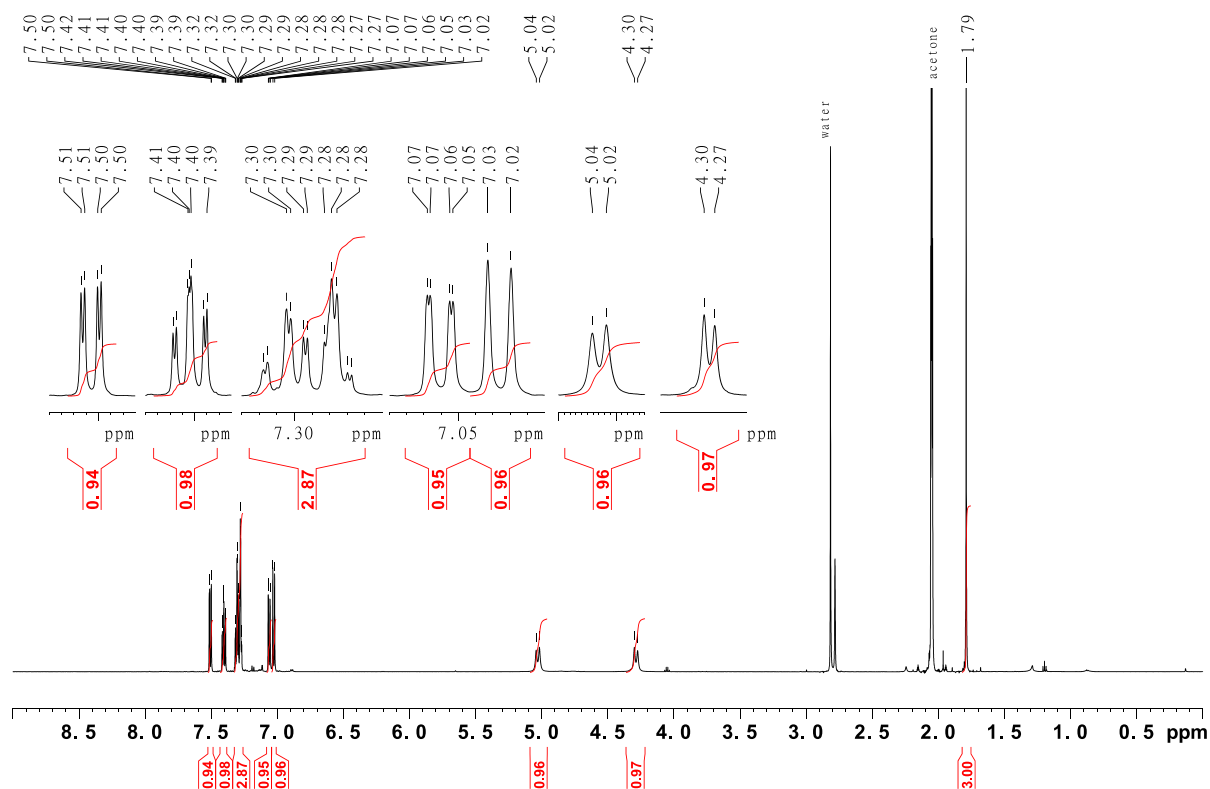 7.50 7.50 7.42 7.41 7.41 7.40 7.40 7.39 7.39 7.32 7.32 7.30 7.30 7.29 7.29 7.28 7.28 7.28 7.27 7.27 7.07 7.07 7.06 7.05 7.03 7.02 5.04 5.02 4.30 4.27 acetone 1.79
water
7.51 7.51 7.50 7.50 7.41 7.40 7.40 7.39 7.30 7.30 7.29 7.29 7.28 7.28 7.28 7.07 7.07 7.06 7.05 7.03 7.02 5.04 5.02 4.30 4.27
ppm ppm 7.30 ppm 7.05 ppm ppm ppm
0.94 0.98 2.87 0.95 0.96 0.96 0.97
8.5 8.0 7.5 7.0 6.5 6.0 5.5 5.0 4.5 4.0 3.5 3.0 2.5 2.0 1.5 1.0 0.5 ppm
0.94 0.98 2.87 0.95 0.96 0.96 0.97 3.00